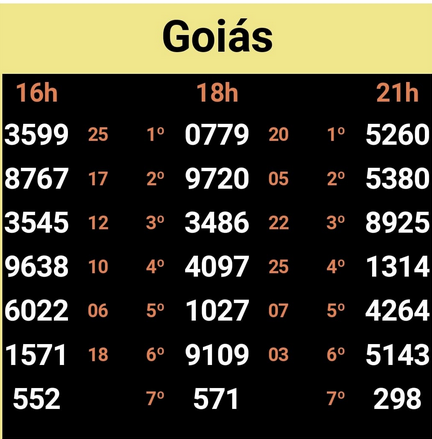 Goiás
16h 18h 21h
3599 25 1º 0779 20 1º 5260
8767 17 2º 9720 05 2º 5380
3545 12 3º 3486 22 3º 8925
9638 10 4º 4097 25 4º 1314
6022 06 5º 1027 07 5º 4264
1571 18 6º 9109 03 6º 5143
552 7º 571 7º 298